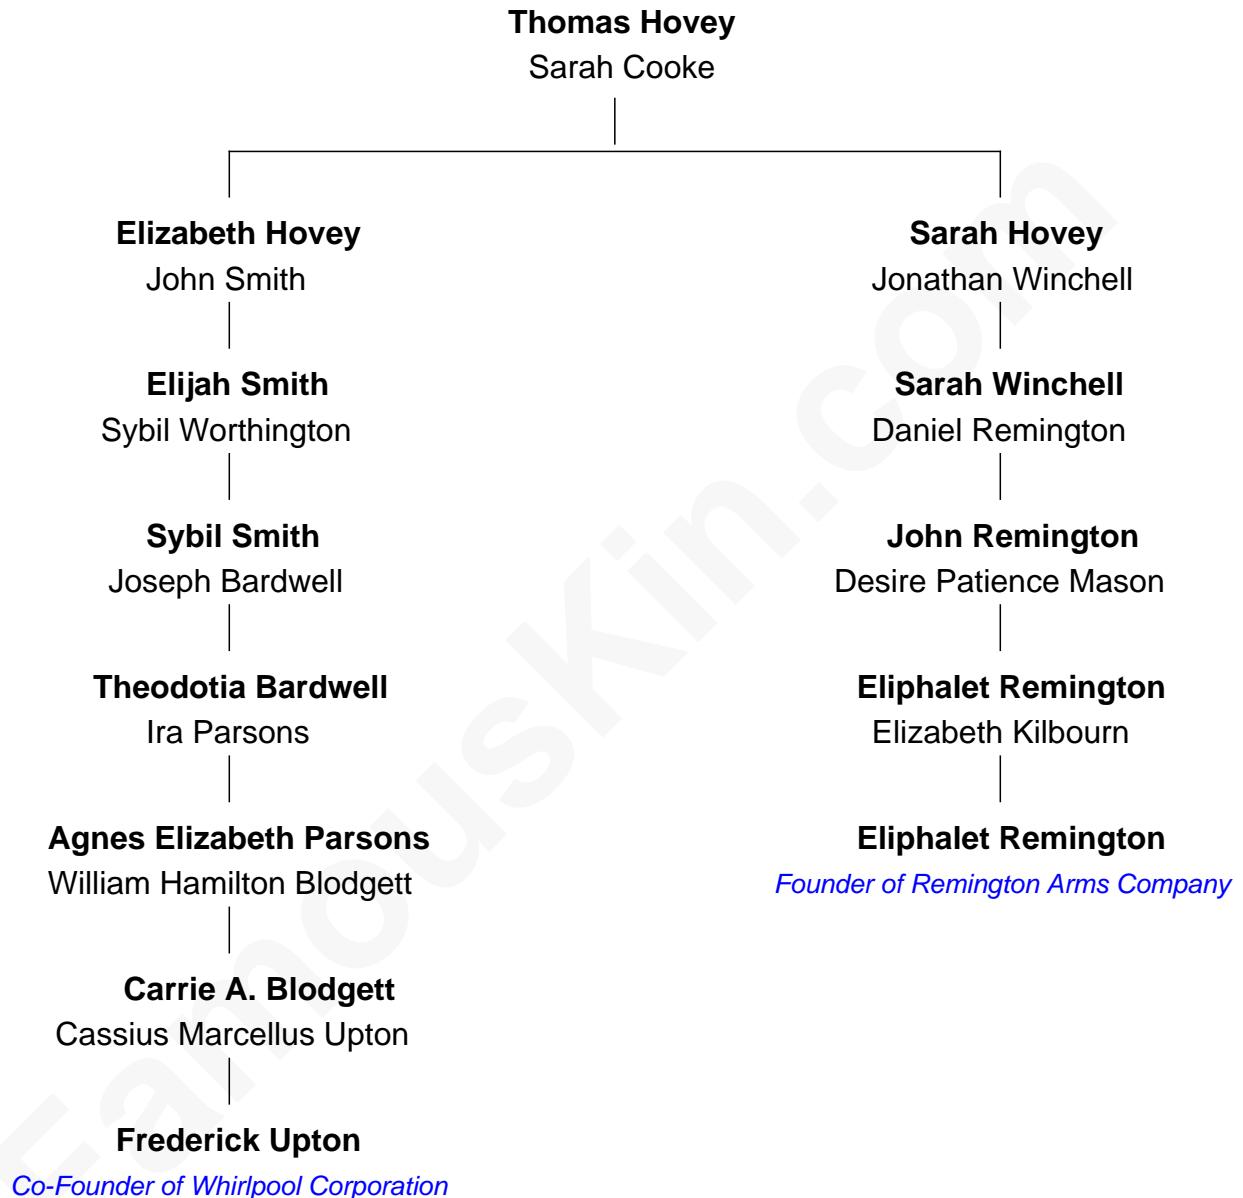 Thomas Hovey
Sarah Cooke
Elizabeth Hovey
John Smith
Elijah Smith
Sybil Worthington
Sybil Smith
Joseph Bardwell
Theodotia Bardwell
Ira Parsons
Agnes Elizabeth Parsons
William Hamilton Blodgett
Carrie A. Blodgett
Cassius Marcellus Upton
Frederick Upton
Co-Founder of Whirlpool Corporation
Sarah Hovey
Jonathan Winchell
Sarah Winchell
Daniel Remington
John Remington
Desire Patience Mason
Eliphalet Remington
Elizabeth Kilbourn
Eliphalet Remington
Founder of Remington Arms Company
FamousKin.com